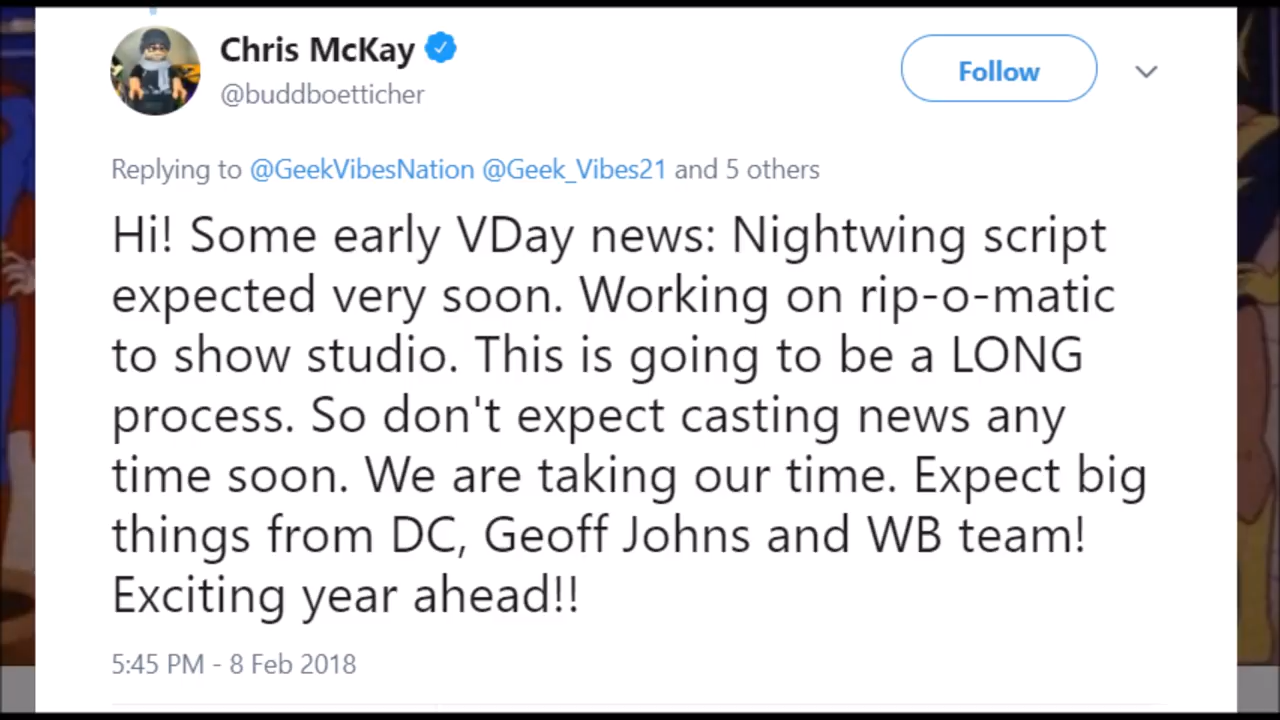 Chris McKay
@buddboetticher
Follow
Replying to @GeekVibesNation @Geek_Vibes21 and 5 others
Hi! Some early VDay news: Nightwing script
expected very soon. Working on rip-o-matic
to show studio. This is going to be a LONG
process. So don't expect casting news any
time soon. We are taking our time. Expect big
things from DC, Geoff Johns and WB team!
Exciting year ahead!!
5:45 PM - 8 Feb 2018